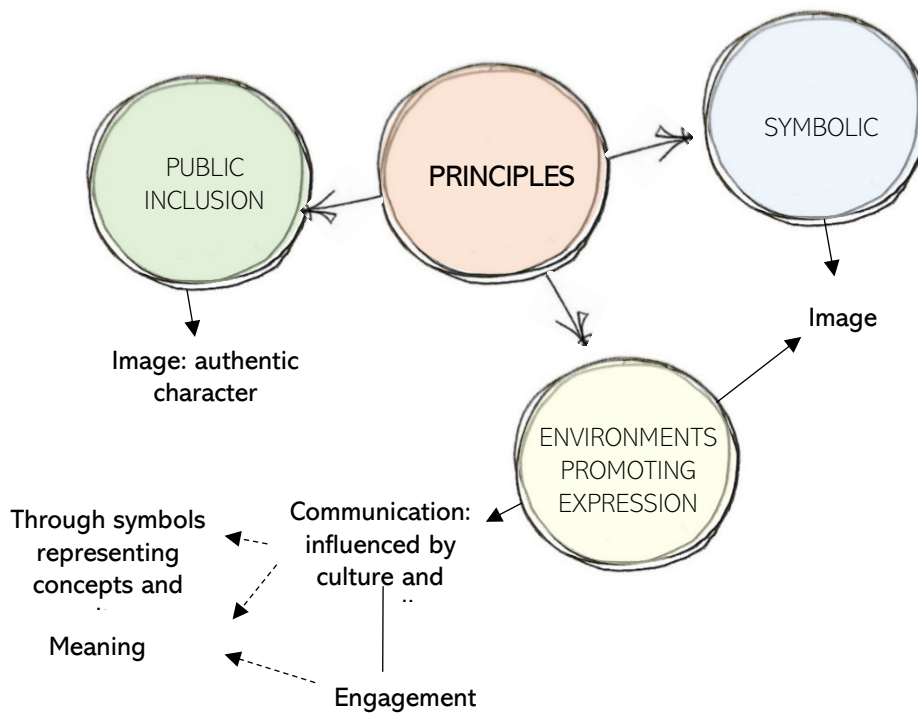 PUBLIC
INCLUSION
PRINCIPLES
SYMBOLIC
Image: authentic
character
Image
ENVIRONMENTS
PROMOTING
EXPRESSION
Through symbols
representing
concepts and
Communication:
influenced by
culture and
Meaning
Engagement